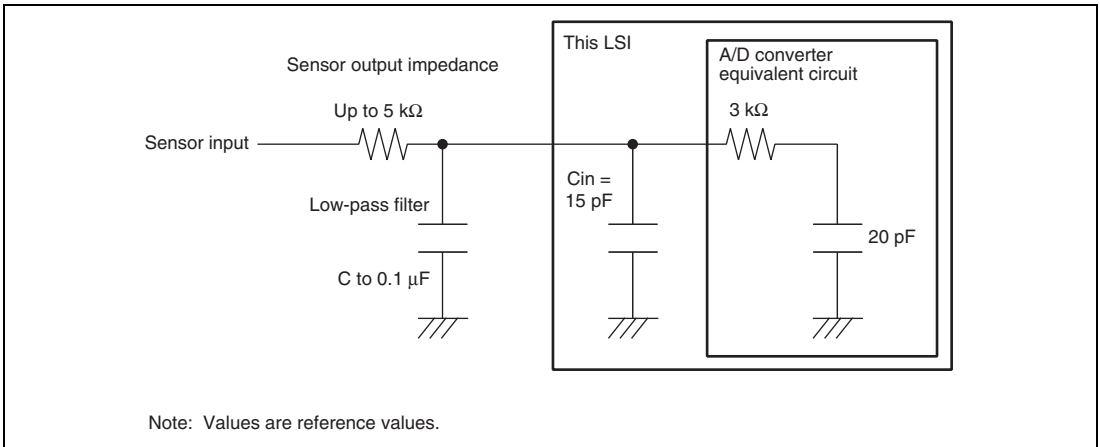 This LSI
A/D converter
equivalent circuit
Sensor output impedance
Up to 5 kΩ
3 kΩ
Sensor input
Cin =
15 pF
Low-pass filter
20 pF
C to 0.1 μF
Note: Values are reference values.